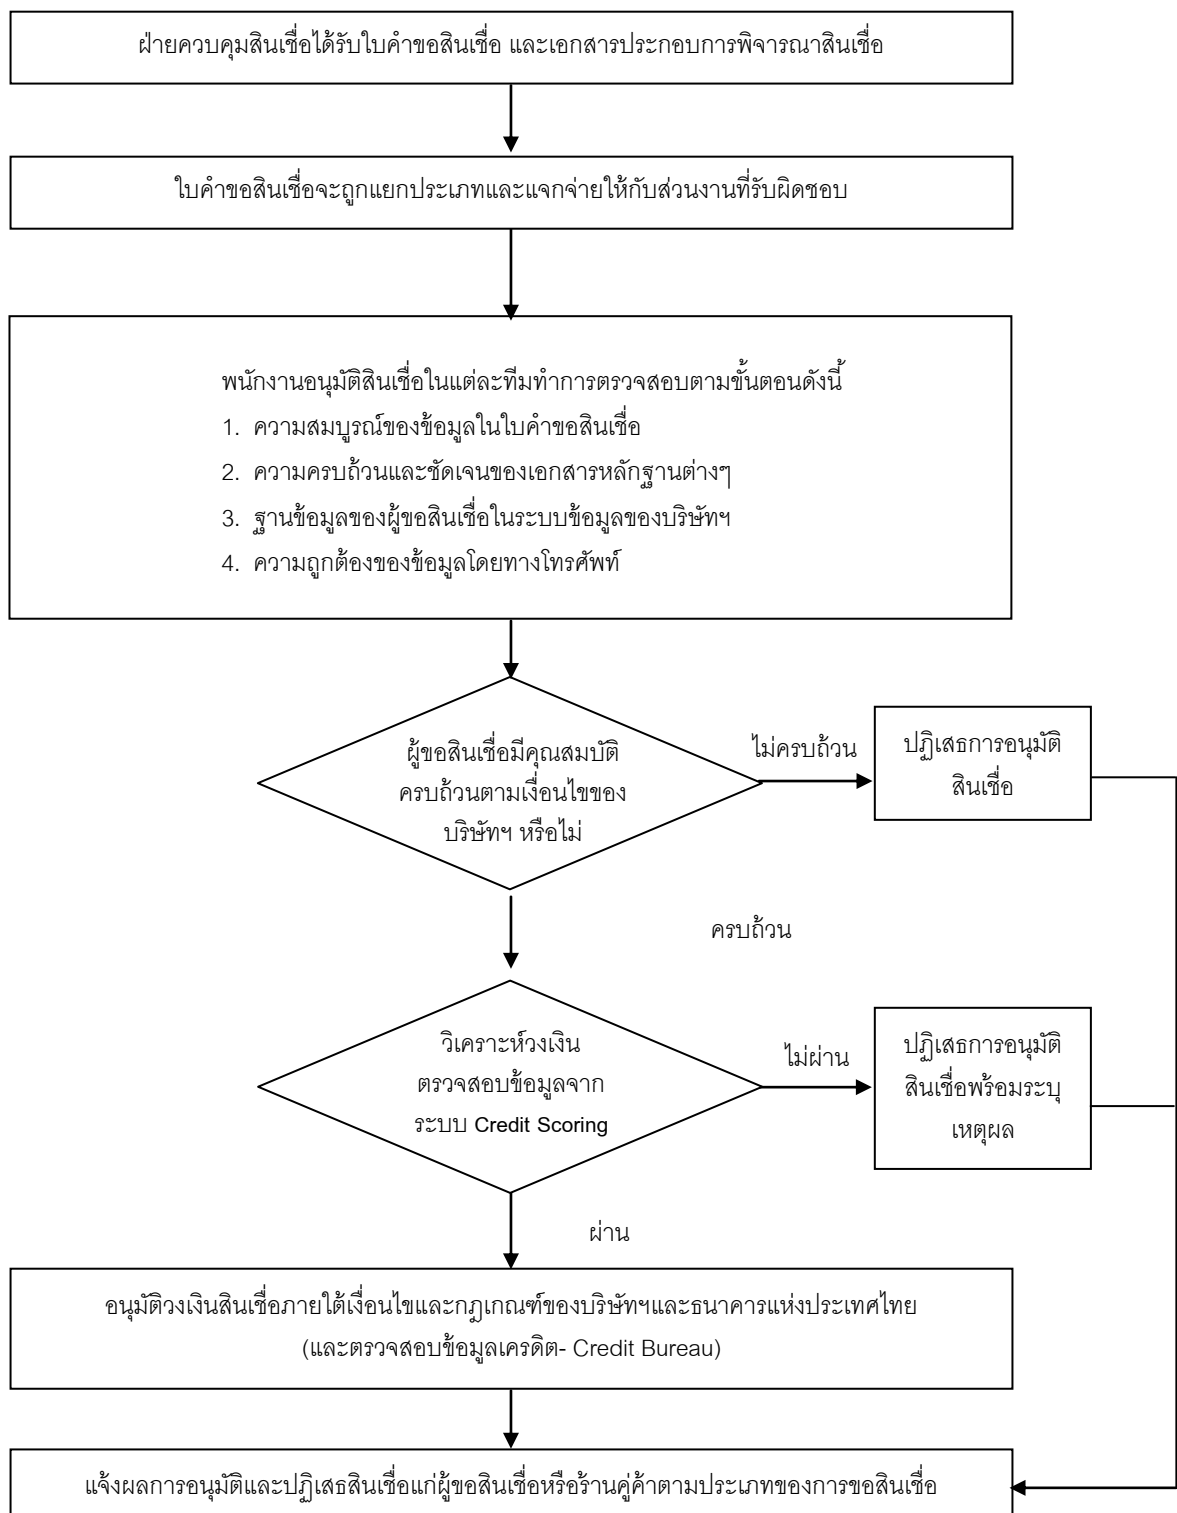 ฝ่ายควบคุมสินเชื่อได้รับใบคำขอสินเชื่อ และเอกสารประกอบการพิจารณาสินเชื่อ
ใบคำขอสินเชื่อจะถูกแยกประเภทและแจกจ่ายให้กับส่วนงานที่รับผิดชอบ
พนักงานอนุมัติสินเชื่อในแต่ละทีมทำการตรวจสอบตามขั้นตอนดังนี้
1. ความสมบูรณ์ของข้อมูลในใบคำขอสินเชื่อ
2. ความครบถ้วนและชัดเจนของเอกสารหลักฐานต่างๆ
3. ฐานข้อมูลของผู้ขอสินเชื่อในระบบข้อมูลของบริษัทฯ
4. ความถูกต้องของข้อมูลโดยทางโทรศัพท์
ผู้ขอสินเชื่อมีคุณสมบัติ
ครบถ้วนตามเงื่อนไขของ
บริษัทฯ หรือไม่
ไม่ครบถ้วน
ปฏิเสธการอนุมัติ
สินเชื่อ
ครบถ้วน
วิเคราะห์วงเงิน
ตรวจสอบข้อมูลจาก
ระบบ Credit Scoring
ไม่ผ่าน
ปฏิเสธการอนุมัติ
สินเชื่อพร้อมระบุ
เหตุผล
ผ่าน
อนุมัติวงเงินสินเชื่อภายใต้เงื่อนไขและกฎเกณฑ์ของบริษัทฯและธนาคารแห่งประเทศไทย
(และตรวจสอบข้อมูลเครดิต- Credit Bureau)
แจ้งผลการอนุมัติและปฏิเสธสินเชื่อแก่ผู้ขอสินเชื่อหรือร้านคู่ค้าตามประเภทของการขอสินเชื่อ